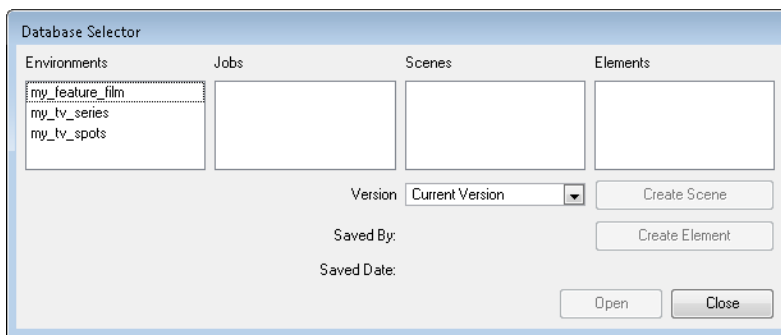 Database Selector
Environments Jobs Scenes Elements
my_feature_film
my_tv_series
my_tv_spots
Version Current Version Create Scene
Saved By: Create Element
Saved Date:
Open Close